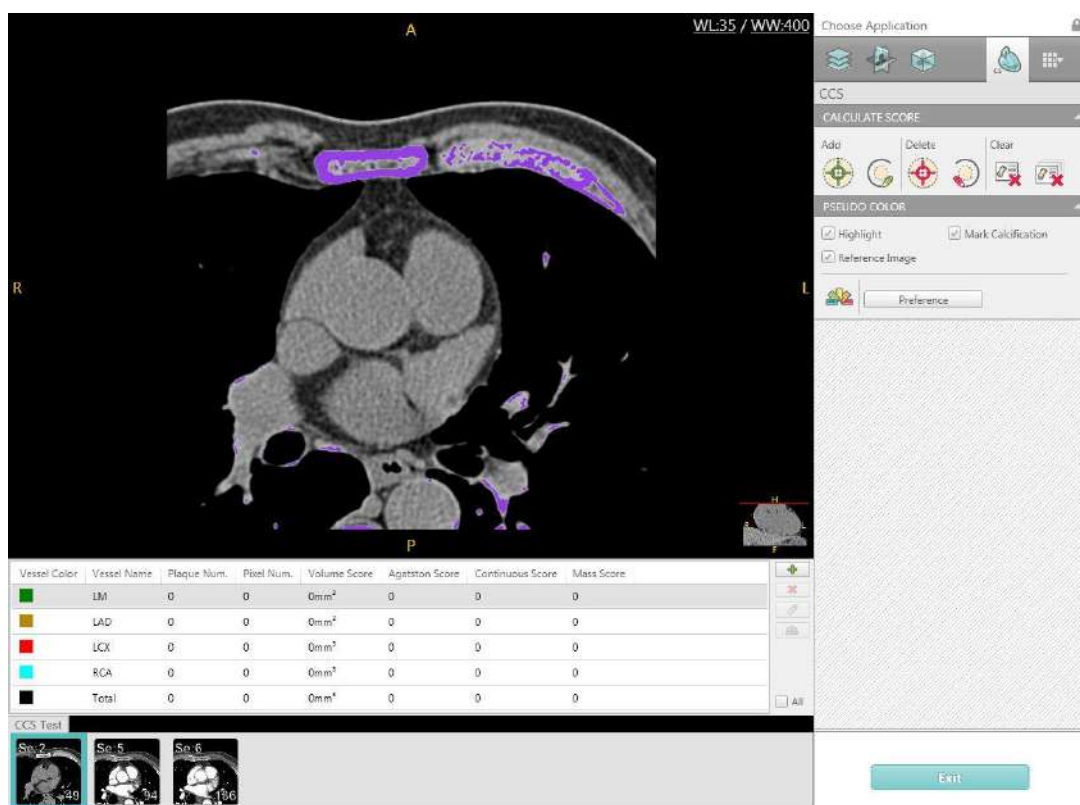 A
WL:35 / WW:400
R
L
P
H
F
Choose Application
CCS
CALCULATE SCORE
Add
Delete
Clear
PSEUDO COLOR
Highlight
Mark Calcification
Reference Image
Preference
Vessel Color Vessel Name Plaque Num. Pixel Num. Volume Score Agatston Score Continuous Score Mass Score
LM 0 0 0mm³ 0 0 0
LAD 0 0 0mm³ 0 0 0
LCX 0 0 0mm³ 0 0 0
RCA 0 0 0mm³ 0 0 0
Total 0 0 0mm³ 0 0 0
All
CCS Test
Se: 2
49
Se: 5
94
Se: 6
Exit